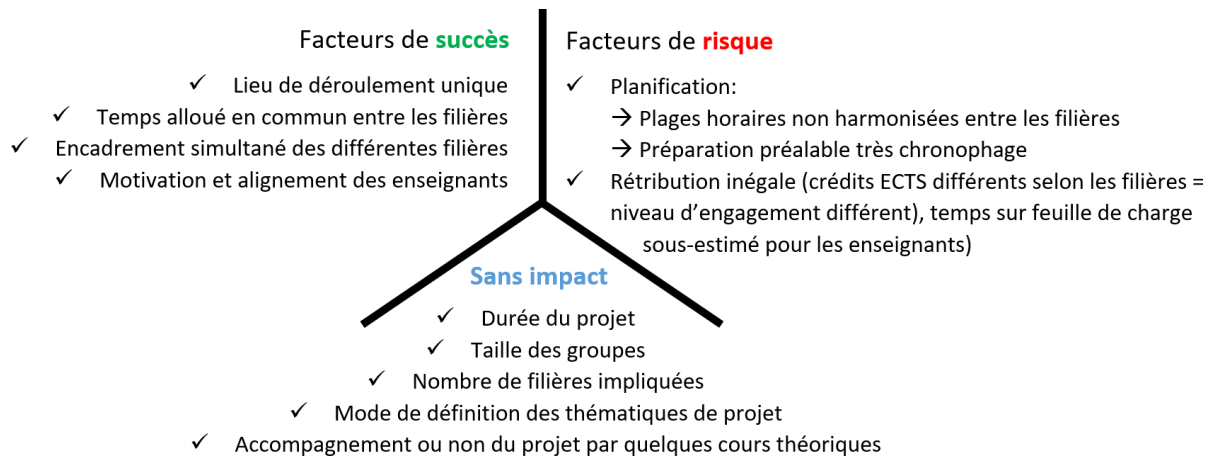 Facteurs de succès
✓ Lieu de déroulement unique
✓ Temps alloué en commun entre les filières
✓ Encadrement simultané des différentes filières
✓ Motivation et alignement des enseignants
Facteurs de risque
✓ Planification:
→ Plages horaires non harmonisées entre les filières
→ Préparation préalable très chronophage
✓ Rétribution inégale (crédits ECTS différents selon les filières =
niveau d’engagement différent), temps sur feuille de charge
sous-estimé pour les enseignants)
Sans impact
✓ Durée du projet
✓ Taille des groupes
✓ Nombre de filières impliquées
✓ Mode de définition des thématiques de projet
✓ Accompagnement ou non du projet par quelques cours théoriques